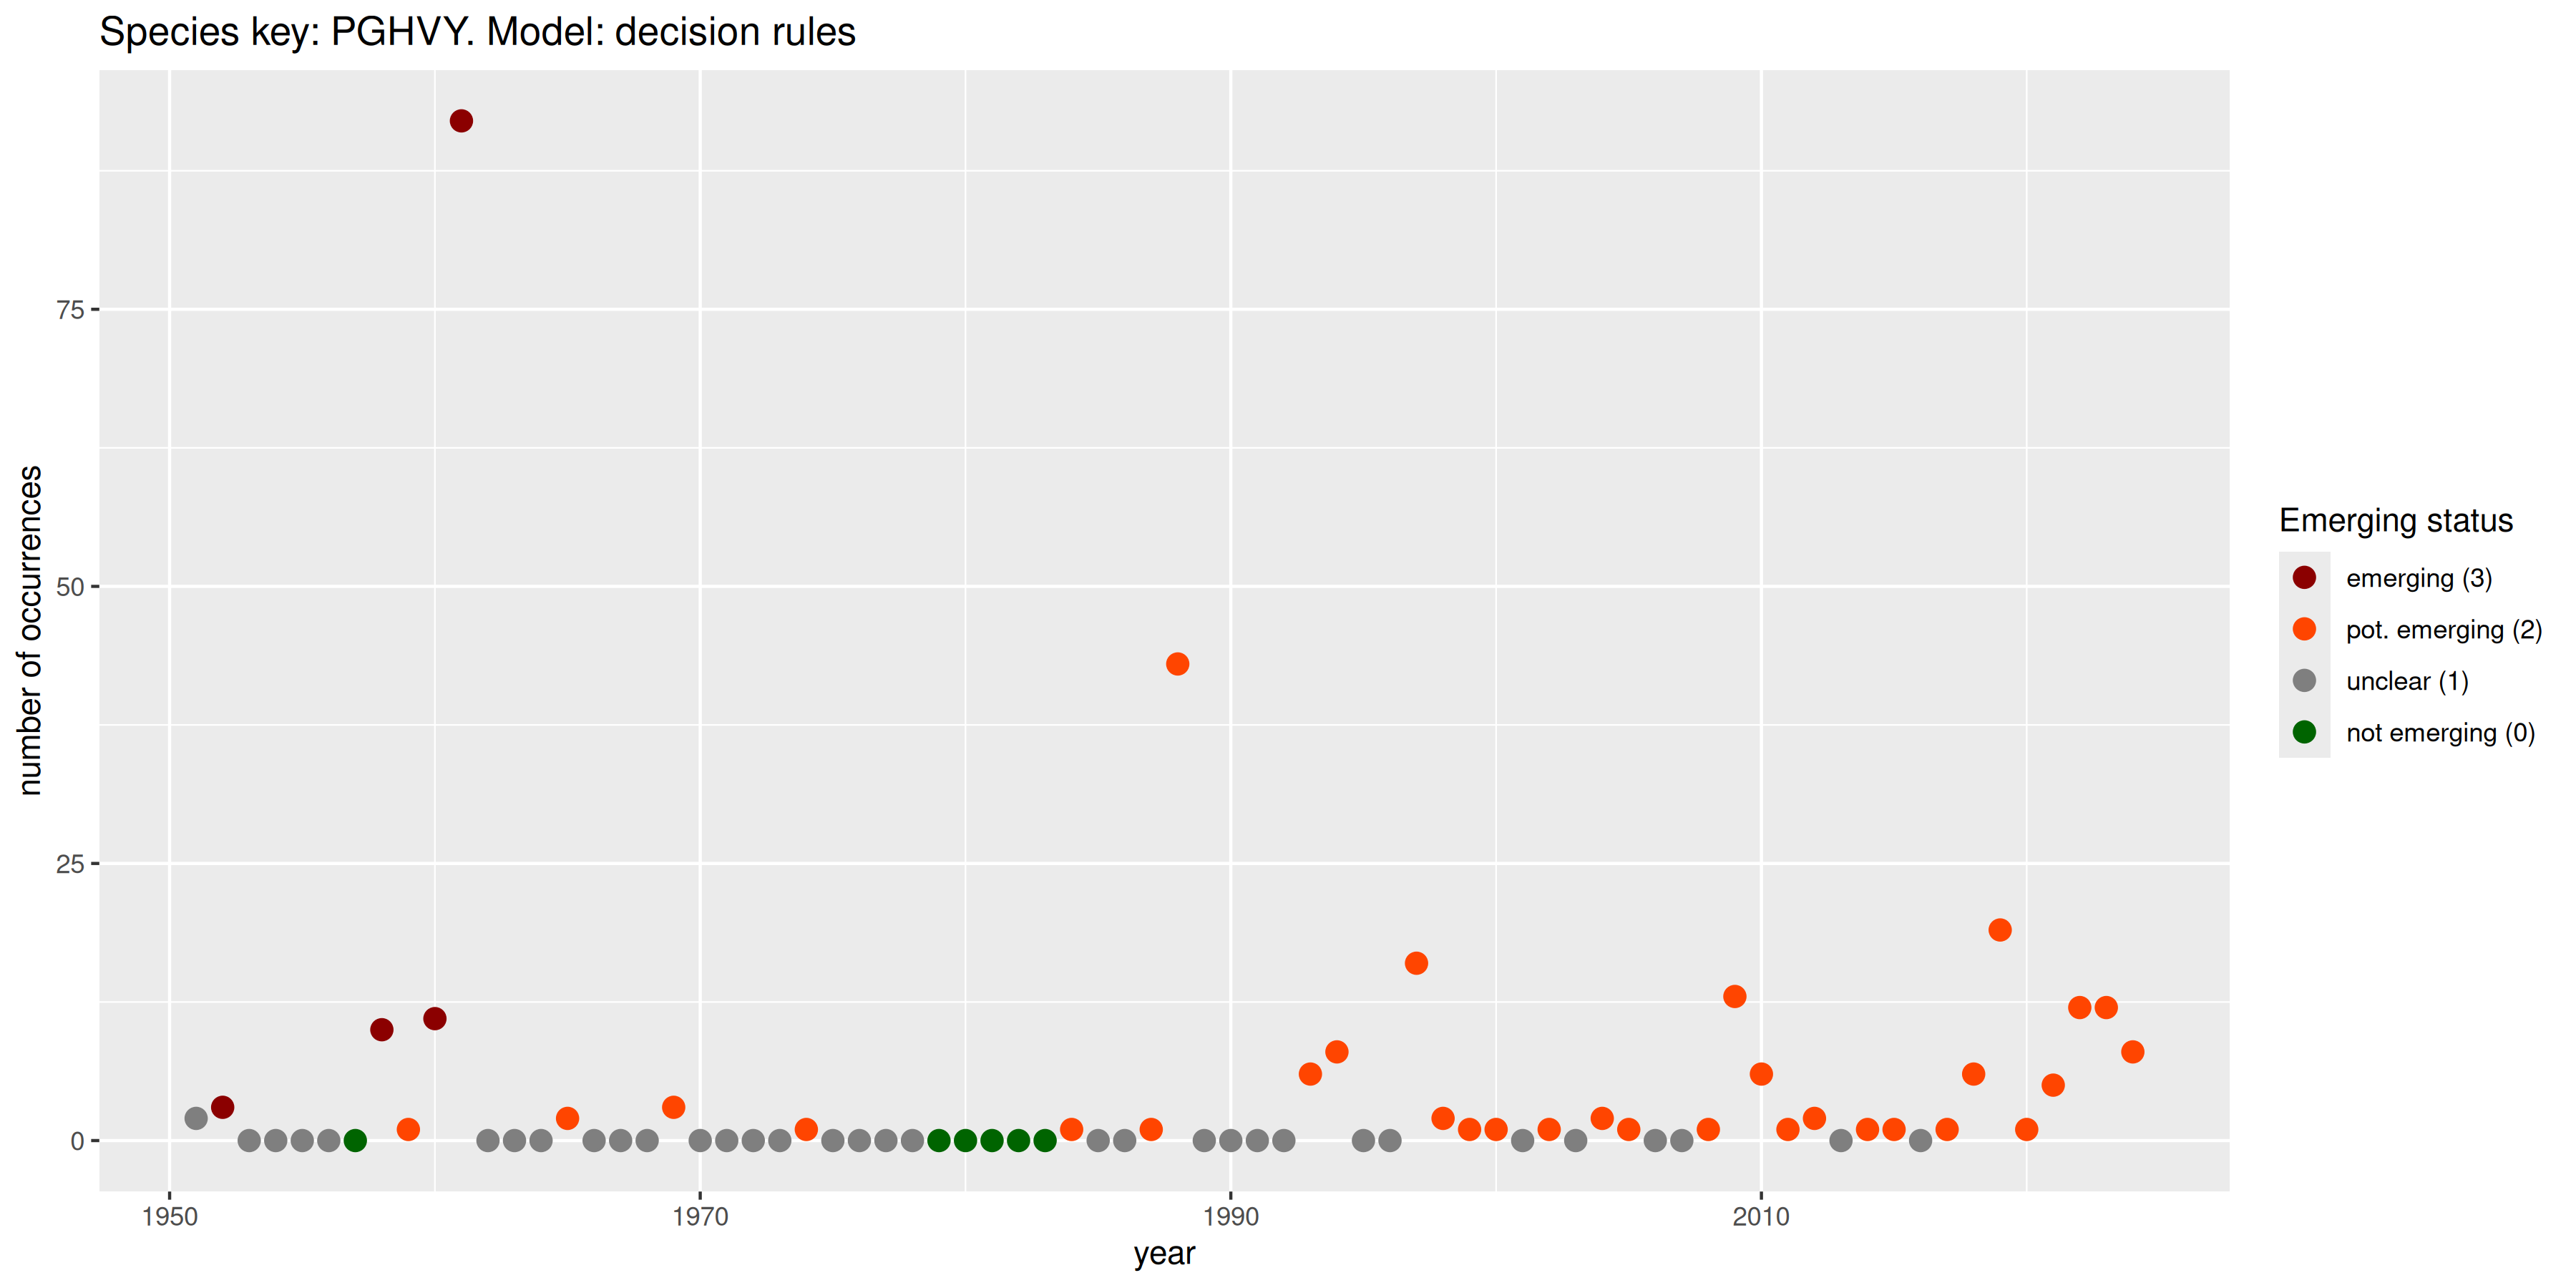 Species key: PGHVY. Model: decision rules
number of occurrences
75
50
25
0
1950
1970
1990
2010
year
Emerging status
emerging (3)
pot. emerging (2)
unclear (1)
not emerging (0)